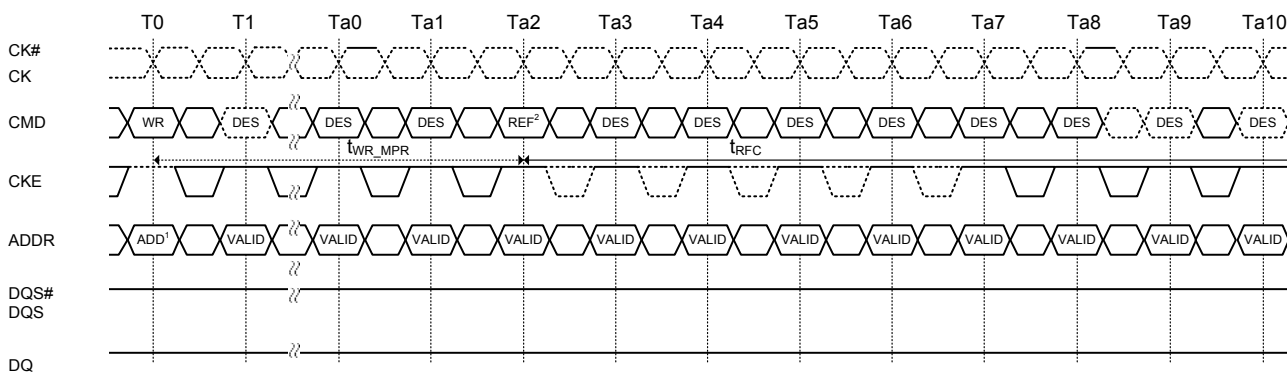 T0 T1 Ta0 Ta1 Ta2 Ta3 Ta4 Ta5 Ta6 Ta7 Ta8 Ta9 Ta10
CK#
CK
CMD WR DES DES DES REF² DES DES DES DES DES DES DES DES
tWR_MPR tRFC
CKE
ADDR ADD¹ VALID VALID VALID VALID VALID VALID VALID VALID VALID VALID VALID VALID
DQS#
DQS
DQ